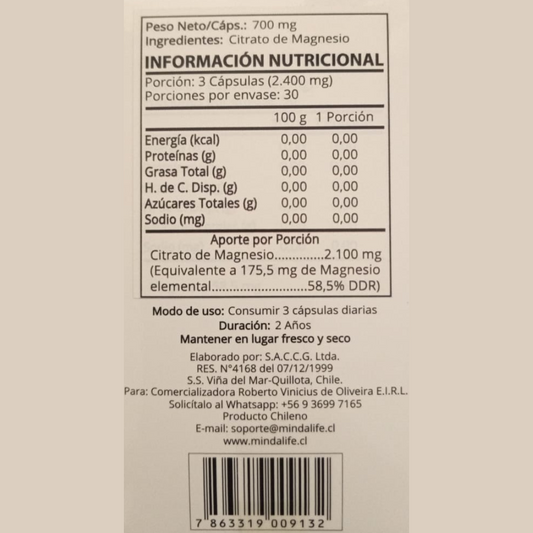 Peso Neto/Cáps.: 700 mg
Ingredientes: Citrato de Magnesio
INFORMACIÓN NUTRICIONAL
Porción: 3 Cápsulas (2.400 mg)
Porciones por envase: 30
100 g 1 Porción
Energía (kcal) 0,00 0,00
Proteínas (g) 0,00 0,00
Grasa Total (g) 0,00 0,00
H. de C. Disp. (g) 0,00 0,00
Azúcares Totales (g) 0,00 0,00
Sodio (mg) 0,00 0,00
Aporte por Porción
Citrato de Magnesio..............2.100 mg
(Equivalente a 175,5 mg de Magnesio
elemental..........................58,5% DDR)
Modo de uso: Consumir 3 cápsulas diarias
Duración: 2 Años
Mantener en lugar fresco y seco
Elaborado por: S.A.C.C.G. Ltda.
RES. N°4168 del 07/12/1999
S.S. Viña del Mar-Quillota, Chile.
Para: Comercializadora Roberto Vinicius de Oliveira E.I.R.L.
Solicítalo al Whatsapp: +56 9 3699 7165
Producto Chileno
E-mail: soporte@mindalife.cl
www.mindalife.cl
7 863319 009132